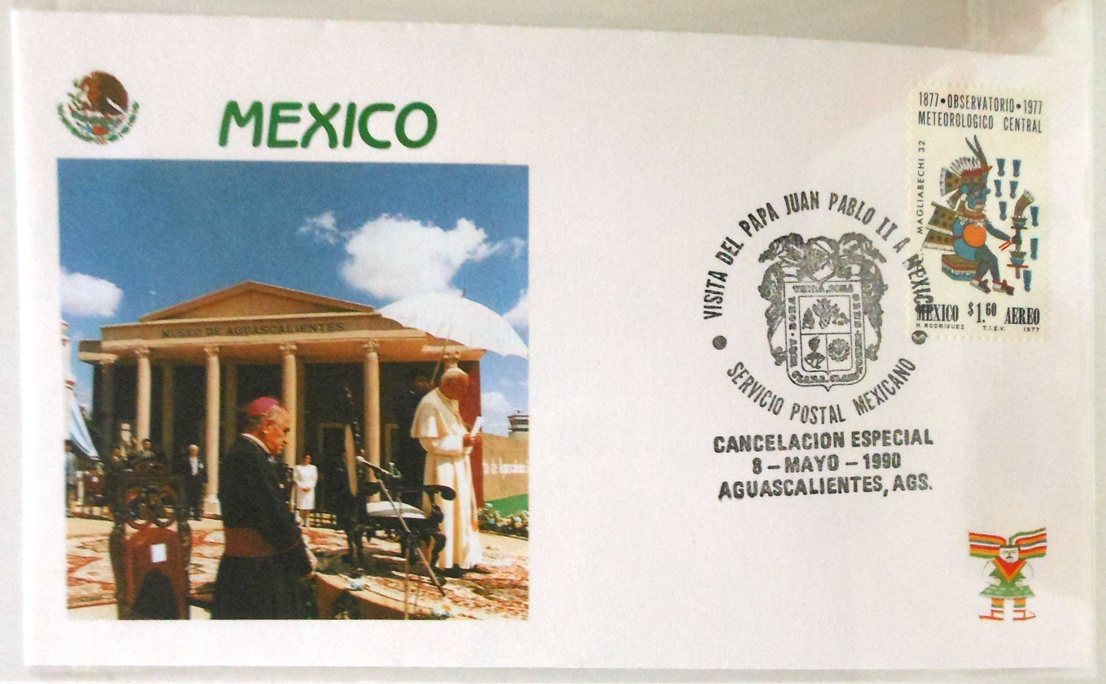 MEXICO
MUSEO DE AGUASCALIENTES
1877 • OBSERVATORIO • 1977
METEOROLOGICO CENTRAL
MAGLIABECHI 32
MEXICO $1.60 AEREO
H. RODRIGUEZ T.I.E.V. 1977
VISITA DEL PAPA JUAN PABLO II A MEXICO
SERVICIO POSTAL MEXICANO
CANCELACION ESPECIAL
8 - MAYO - 1990
AGUASCALIENTES, AGS.